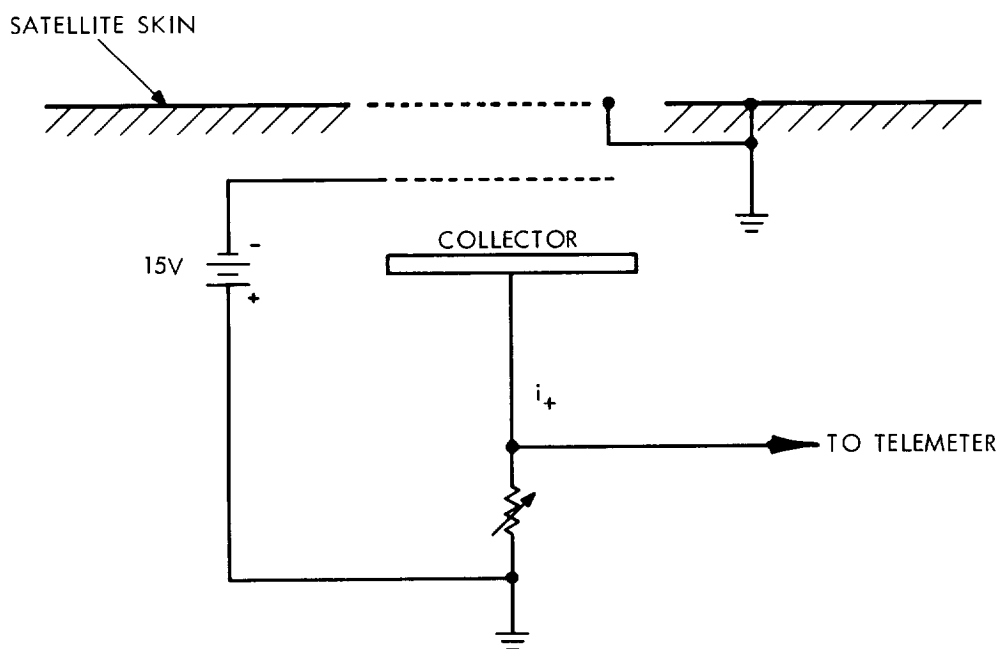 SATELLITE SKIN
COLLECTOR
-
15V
+
i+
TO TELEMETER